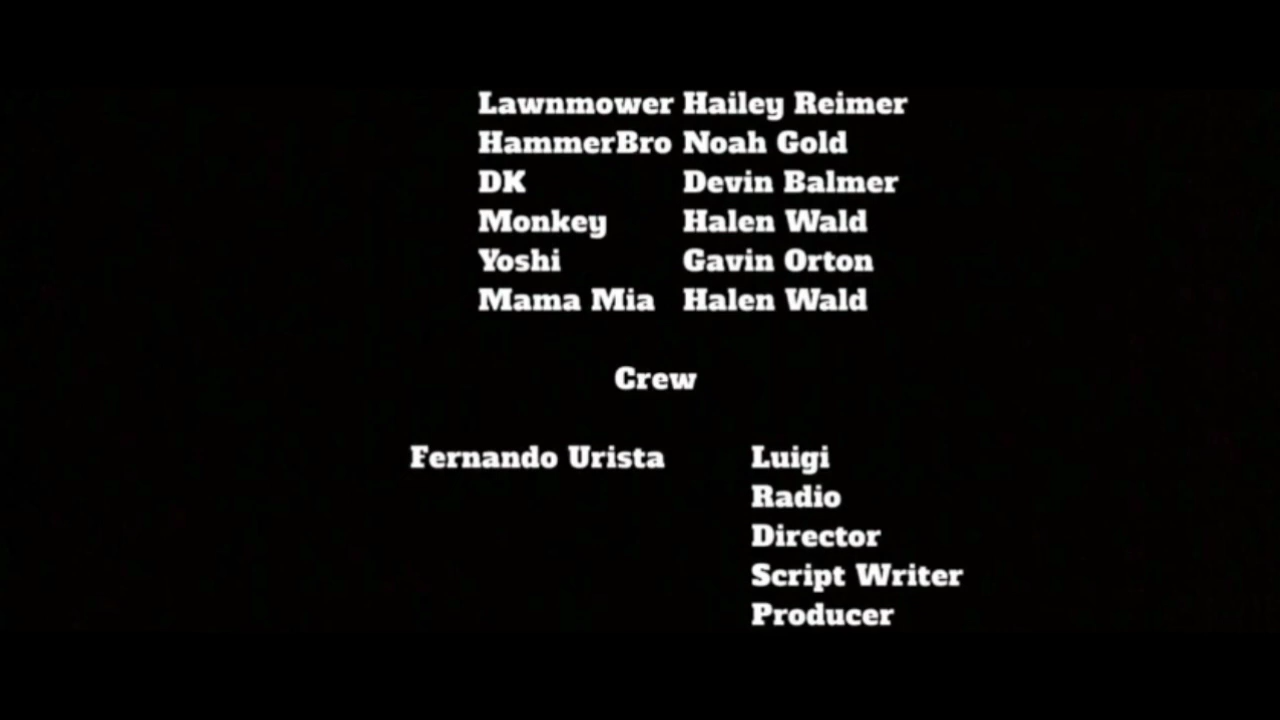 Lawnmower Hailey Reimer
HammerBro Noah Gold
DK Devin Balmer
Monkey Halen Wald
Yoshi Gavin Orton
Mama Mia Halen Wald
Crew
Fernando Urista Luigi
Radio
Director
Script Writer
Producer